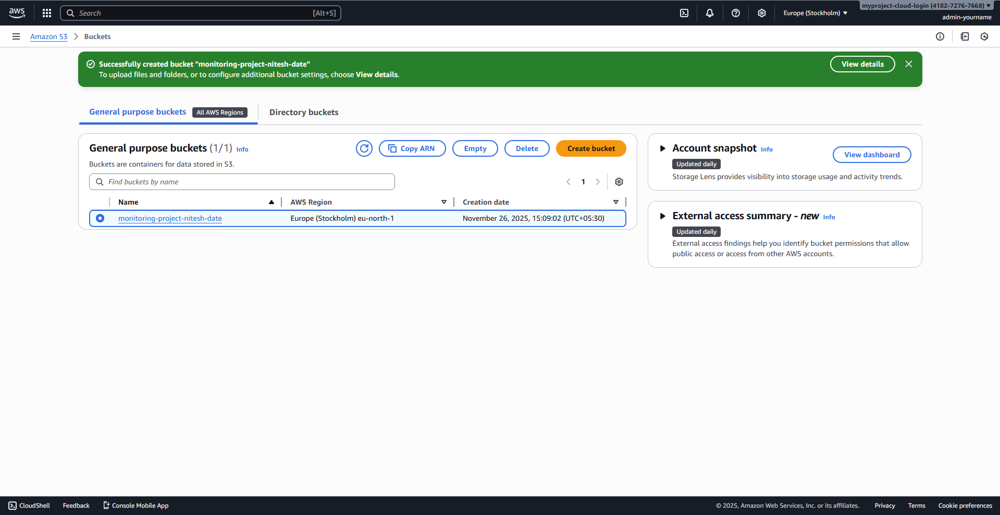 aws
Search [Alt+S]
Europe (Stockholm)
myproject-cloud-login (4182-7276-7668)
admin-yourname
Amazon S3 > Buckets
Successfully created bucket "monitoring-project-nitesh-date"
To upload files and folders, or to configure additional bucket settings, choose View details.
View details
General purpose buckets All AWS Regions Directory buckets
General purpose buckets (1/1) Info
Copy ARN Empty Delete Create bucket
Buckets are containers for data stored in S3.
Find buckets by name
1
Name AWS Region Creation date
monitoring-project-nitesh-date Europe (Stockholm) eu-north-1 November 26, 2025, 15:09:02 (UTC+05:30)
Account snapshot Info
View dashboard
Updated daily
Storage Lens provides visibility into storage usage and activity trends.
External access summary - new Info
Updated daily
External access findings help you identify bucket permissions that allow
public access or access from other AWS accounts.
CloudShell Feedback Console Mobile App © 2025, Amazon Web Services, Inc. or its affiliates. Privacy Terms Cookie preferences